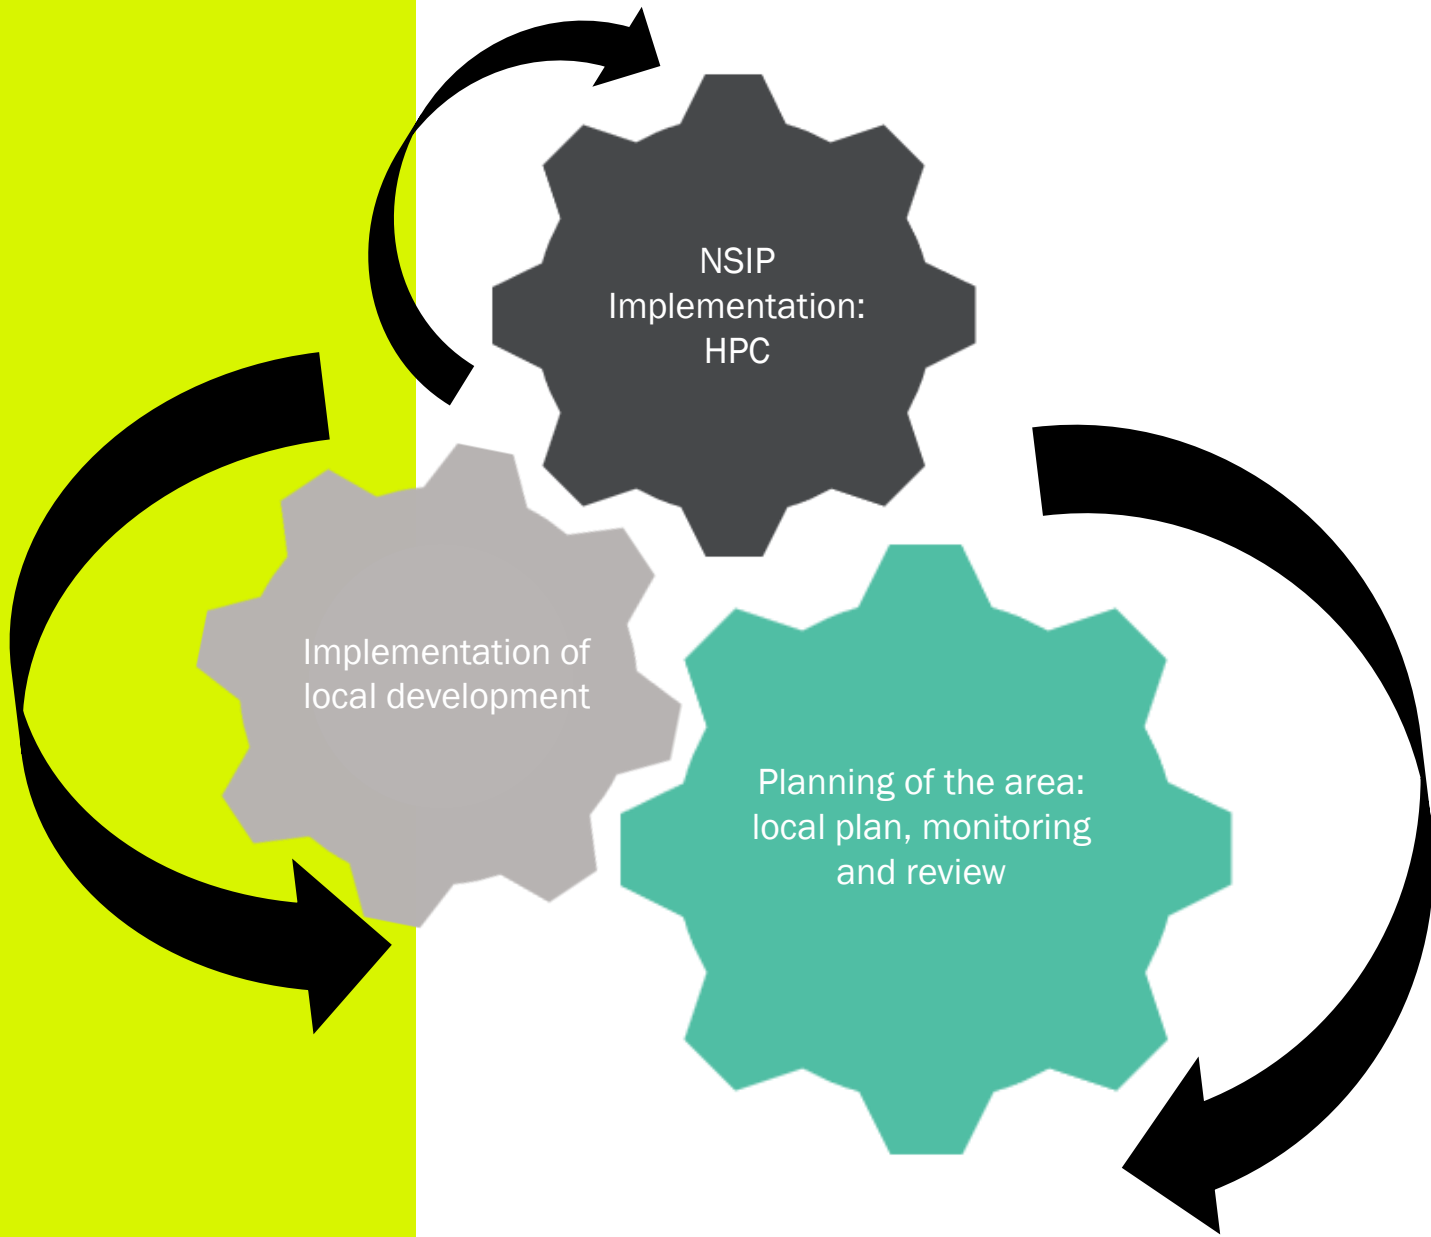 NSIP
Implementation:
HPC
Implementation of
local development
Planning of the area:
local plan, monitoring
and review